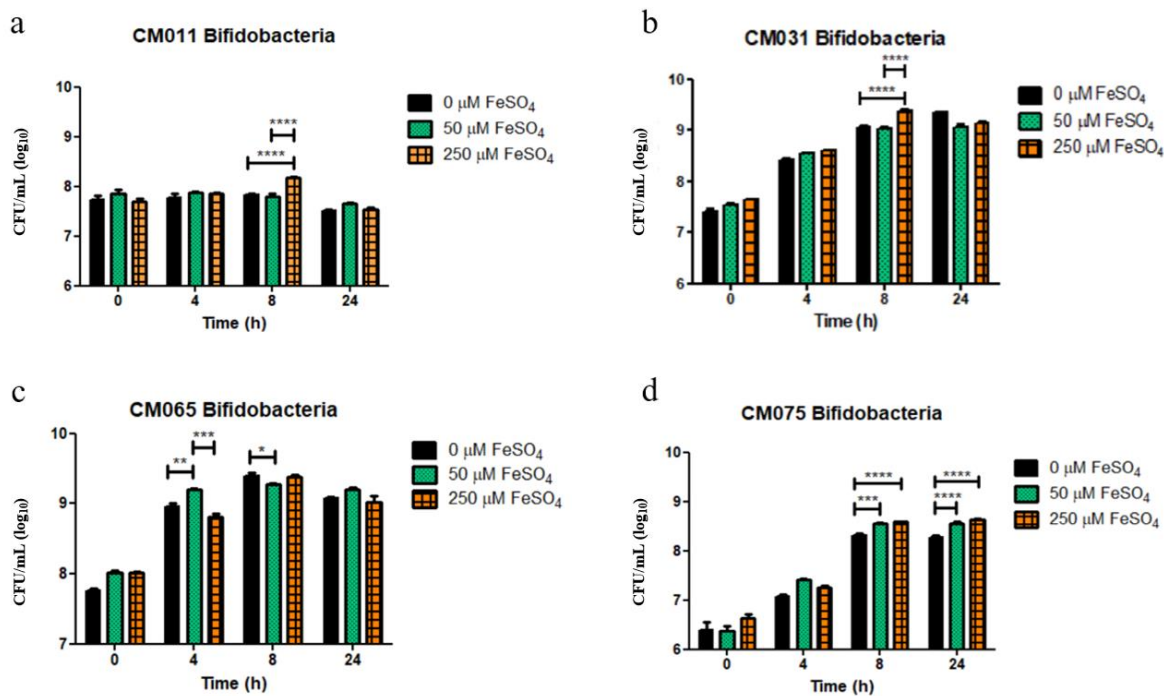 a
CM011 Bifidobacteria
CFU/mL (log10)
10
9
8
7
6
****
****
0 μM FeSO4
50 μM FeSO4
250 μM FeSO4
0 4 8 24
Time (h)
b
CM031 Bifidobacteria
CFU/mL (log10)
10
9
8
7
6
****
****
0 μM FeSO4
50 μM FeSO4
250 μM FeSO4
0 4 8 24
Time (h)
c
CM065 Bifidobacteria
CFU/mL (log10)
10
9
8
7
***
**
*
0 μM FeSO4
50 μM FeSO4
250 μM FeSO4
0 4 8 24
Time (h)
d
CM075 Bifidobacteria
CFU/mL (log10)
10
9
8
7
6
**** ****
*** ****
0 μM FeSO4
50 μM FeSO4
250 μM FeSO4
0 4 8 24
Time (h)